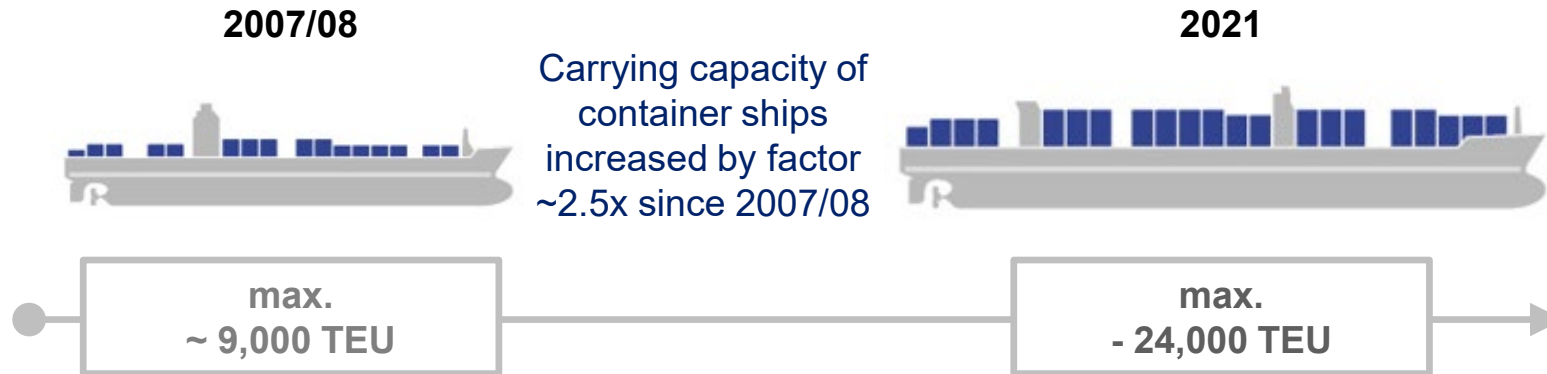 2007/08
Carrying capacity of
container ships
increased by factor
~2.5x since 2007/08
2021
max.
~ 9,000 TEU
max.
- 24,000 TEU